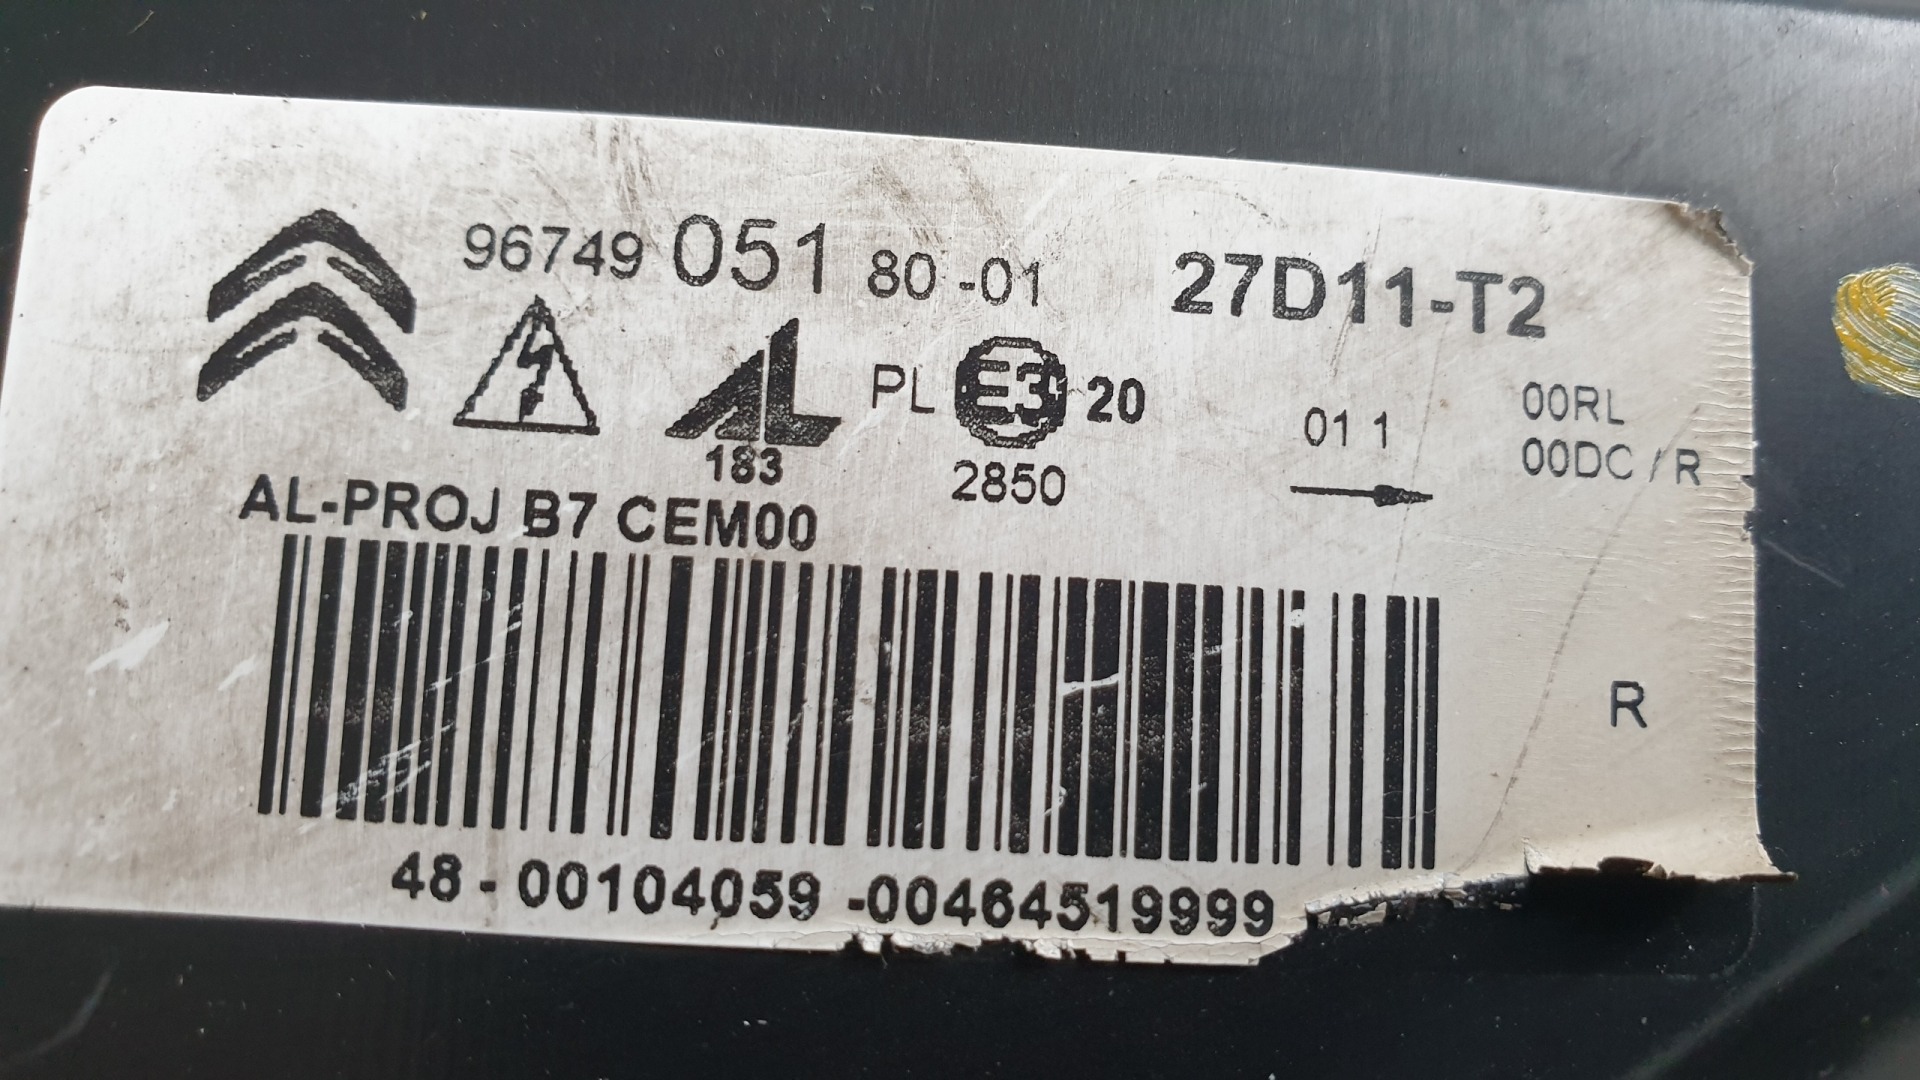 96749 051 80 -01 27D11-T2
AL PL E3 20 01 1 00RL
183 2850 00DC / R
AL-PROJ B7 CEM00
R
48 - 00104059 -00464519999